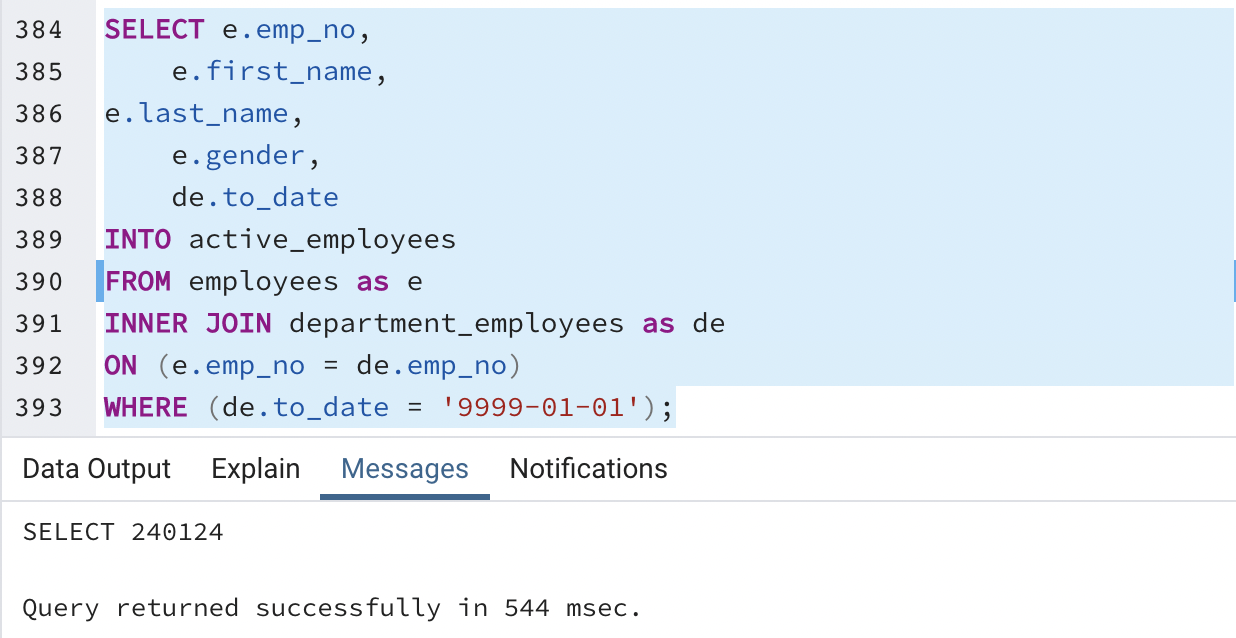 384 SELECT e.emp_no,
385     e.first_name,
386 e.last_name,
387     e.gender,
388     de.to_date
389 INTO active_employees
390 FROM employees as e
391 INNER JOIN department_employees as de
392 ON (e.emp_no = de.emp_no)
393 WHERE (de.to_date = '9999-01-01');
Data Output Explain Messages Notifications
SELECT 240124
Query returned successfully in 544 msec.